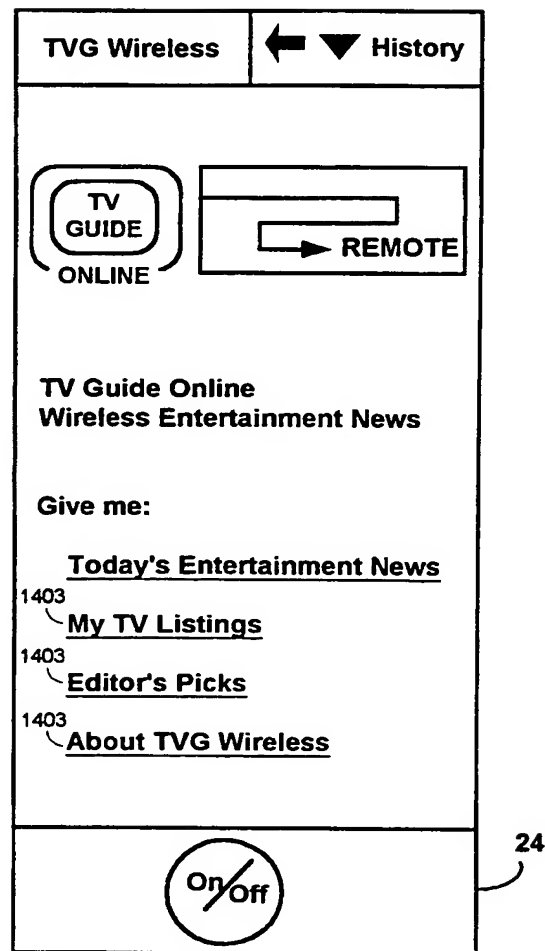 TVG Wireless
History
TV
GUIDE
ONLINE
REMOTE
TV Guide Online
Wireless Entertainment News
Give me:
Today's Entertainment News
1403
My TV Listings
1403
Editor's Picks
1403
About TVG Wireless
24
On/Off